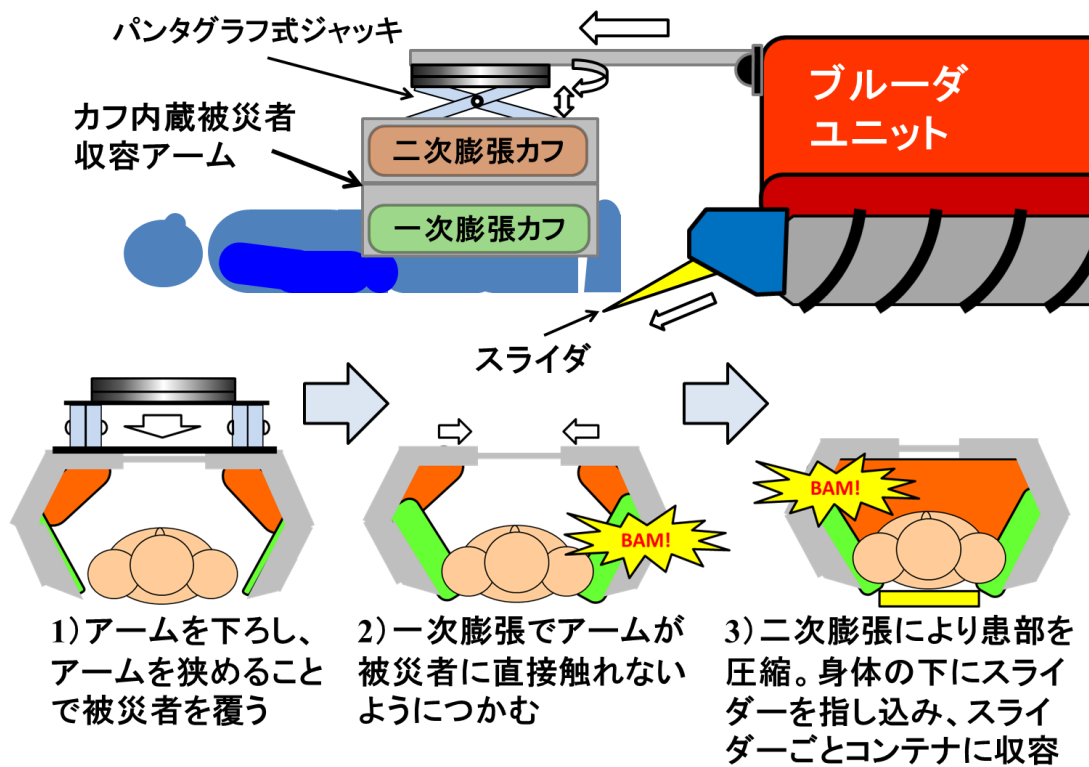 パンタグラフ式ジャッキ
カフ内蔵被災者
収容アーム
二次膨張カフ
一次膨張カフ
ブルーダ
ユニット
スライダ
BAM!
BAM!
1）アームを下ろし、
アームを狭めること
で被災者を覆う
2）一次膨張でアームが
被災者に直接触れない
ようにつかむ
3）二次膨張により患部を
圧縮。身体の下にスライ
ダーを指し込み、スライ
ダーごとコンテナに収容